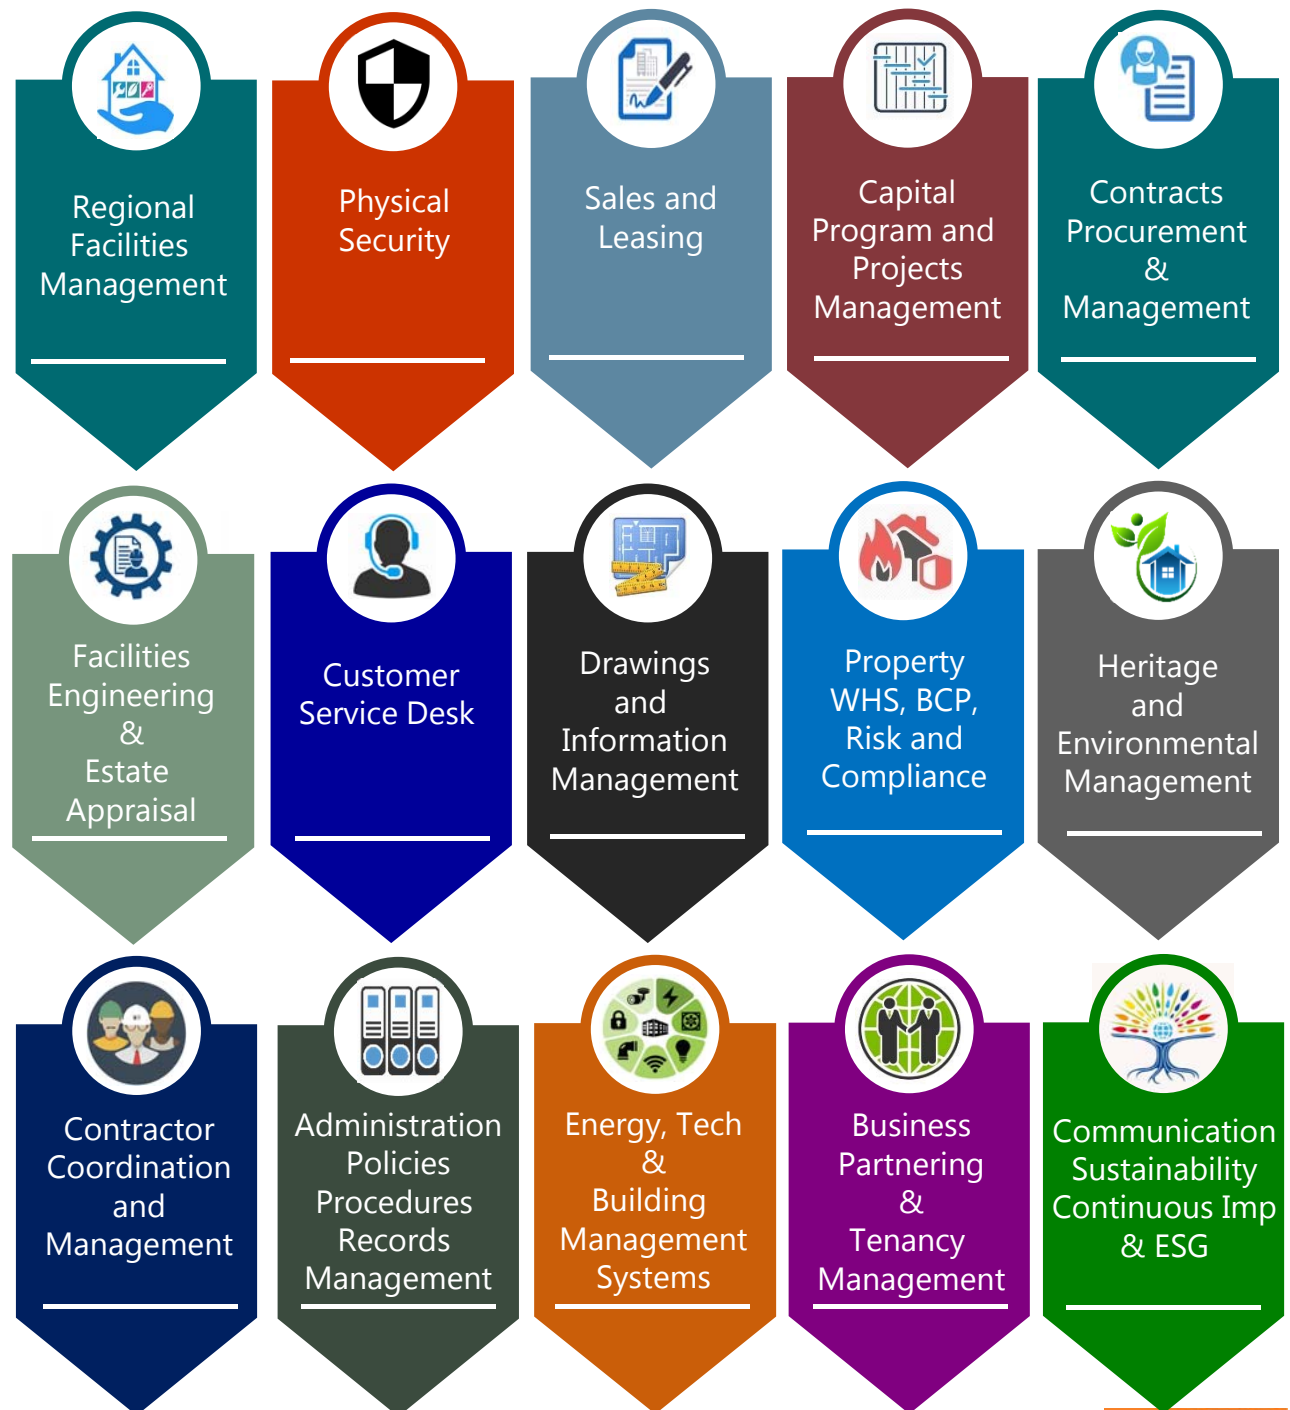 Regional
Facilities
Management
Physical
Security
Sales and
Leasing
Capital
Program and
Projects
Management
Contracts
Procurement
&
Management
Facilities
Engineering
&
Estate
Appraisal
Customer
Service Desk
Drawings
and
Information
Management
Property
WHS, BCP,
Risk and
Compliance
Heritage
and
Environmental
Management
Contractor
Coordination
and
Management
Administration
Policies
Procedures
Records
Management
Energy, Tech
&
Building
Management
Systems
Business
Partnering
&
Tenancy
Management
Communication
Sustainability
Continuous Imp
& ESG